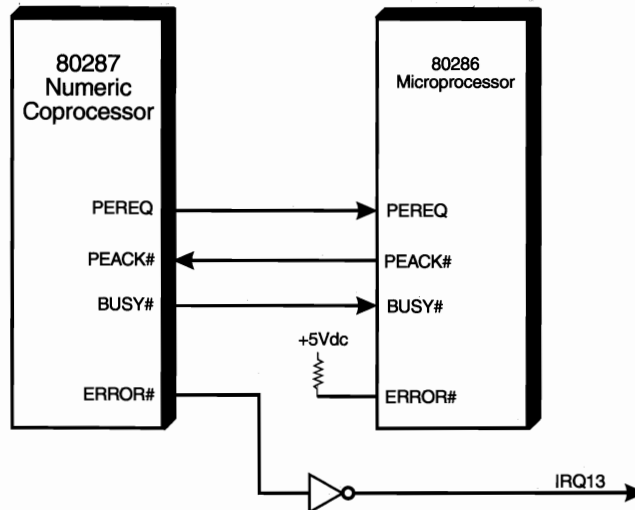 80287
Numeric
Coprocessor
80286
Microprocessor
PEREQ
PEREQ
PEACK#
PEACK#
BUSY#
BUSY#
+5Vdc
ERROR#
ERROR#
IRQ13